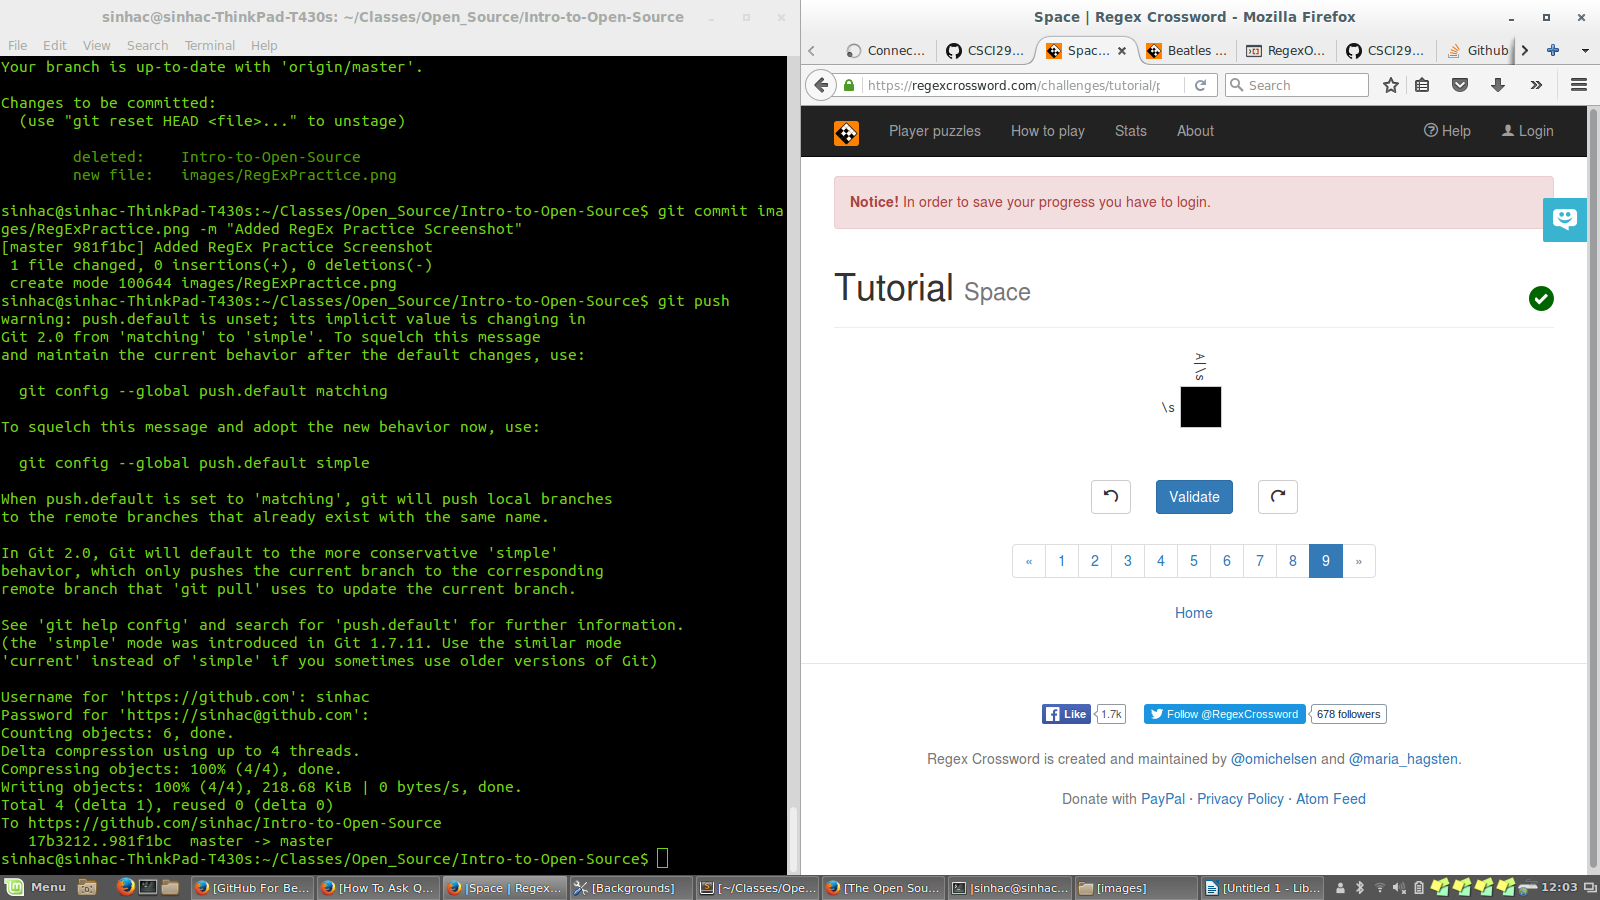 sinhac@sinhac-ThinkPad-T430s: ~/Classes/Open_Source/Intro-to-Open-Source
File Edit View Search Terminal Help
Your branch is up-to-date with 'origin/master'.
Changes to be committed:
(use "git reset HEAD <file>..." to unstage)
deleted: Intro-to-Open-Source
new file: images/RegExPractice.png
sinhac@sinhac-ThinkPad-T430s:~/Classes/Open_Source/Intro-to-Open-Source$ git commit ima
ges/RegExPractice.png -m "Added RegEx Practice Screenshot"
[master 981f1bc] Added RegEx Practice Screenshot
1 file changed, 0 insertions(+), 0 deletions(-)
create mode 100644 images/RegExPractice.png
sinhac@sinhac-ThinkPad-T430s:~/Classes/Open_Source/Intro-to-Open-Source$ git push
warning: push.default is unset; its implicit value is changing in
Git 2.0 from 'matching' to 'simple'. To squelch this message
and maintain the current behavior after the default changes, use:
git config --global push.default matching
To squelch this message and adopt the new behavior now, use:
git config --global push.default simple
When push.default is set to 'matching', git will push local branches
to the remote branches that already exist with the same name.
In Git 2.0, Git will default to the more conservative 'simple'
behavior, which only pushes the current branch to the corresponding
remote branch that 'git pull' uses to update the current branch.
See 'git help config' and search for 'push.default' for further information.
(the 'simple' mode was introduced in Git 1.7.11. Use the similar mode
'current' instead of 'simple' if you sometimes use older versions of Git)
Username for 'https://github.com': sinhac
Password for 'https://sinhac@github.com':
Counting objects: 6, done.
Delta compression using up to 4 threads.
Compressing objects: 100% (4/4), done.
Writing objects: 100% (4/4), 218.68 KiB | 0 bytes/s, done.
Total 4 (delta 1), reused 0 (delta 0)
To https://github.com/sinhac/Intro-to-Open-Source
17b3212..981f1bc master -> master
sinhac@sinhac-ThinkPad-T430s:~/Classes/Open_Source/Intro-to-Open-Source$
Space | Regex Crossword - Mozilla Firefox
Connec... CSCI29... Spac... Beatles ... RegexO... CSCI29... Github
https://regexcrossword.com/challenges/tutorial/p Search
Player puzzles How to play Stats About Help Login
Notice! In order to save your progress you have to login.
Tutorial Space
A|\s
\s
Validate
« 1 2 3 4 5 6 7 8 9 »
Home
Like 1.7k Follow @RegexCrossword 678 followers
Regex Crossword is created and maintained by @omichelsen and @maria_hagsten.
Donate with PayPal · Privacy Policy · Atom Feed
Menu [GitHub For Be... [How To Ask Q... |Space | Regex... [Backgrounds] [~/Classes/Ope... [The Open Sou... |sinhac@sinhac... [images] [Untitled 1 - Lib... 12:03